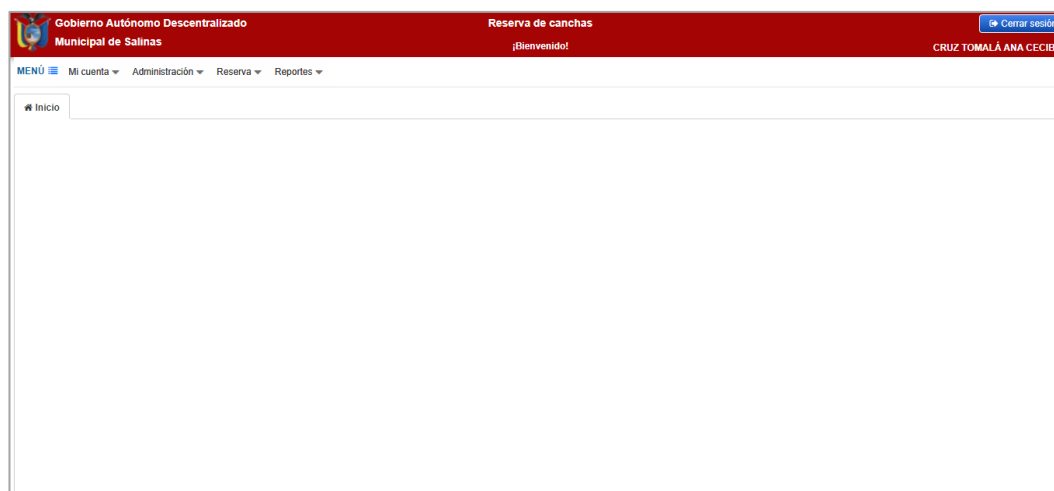 Gobierno Autónomo Descentralizado
Municipal de Salinas
Reserva de canchas
¡Bienvenido!
Cerrar sesión
CRUZ TOMALÁ ANA CECIB
MENÚ Mi cuenta Administración Reserva Reportes
Inicio